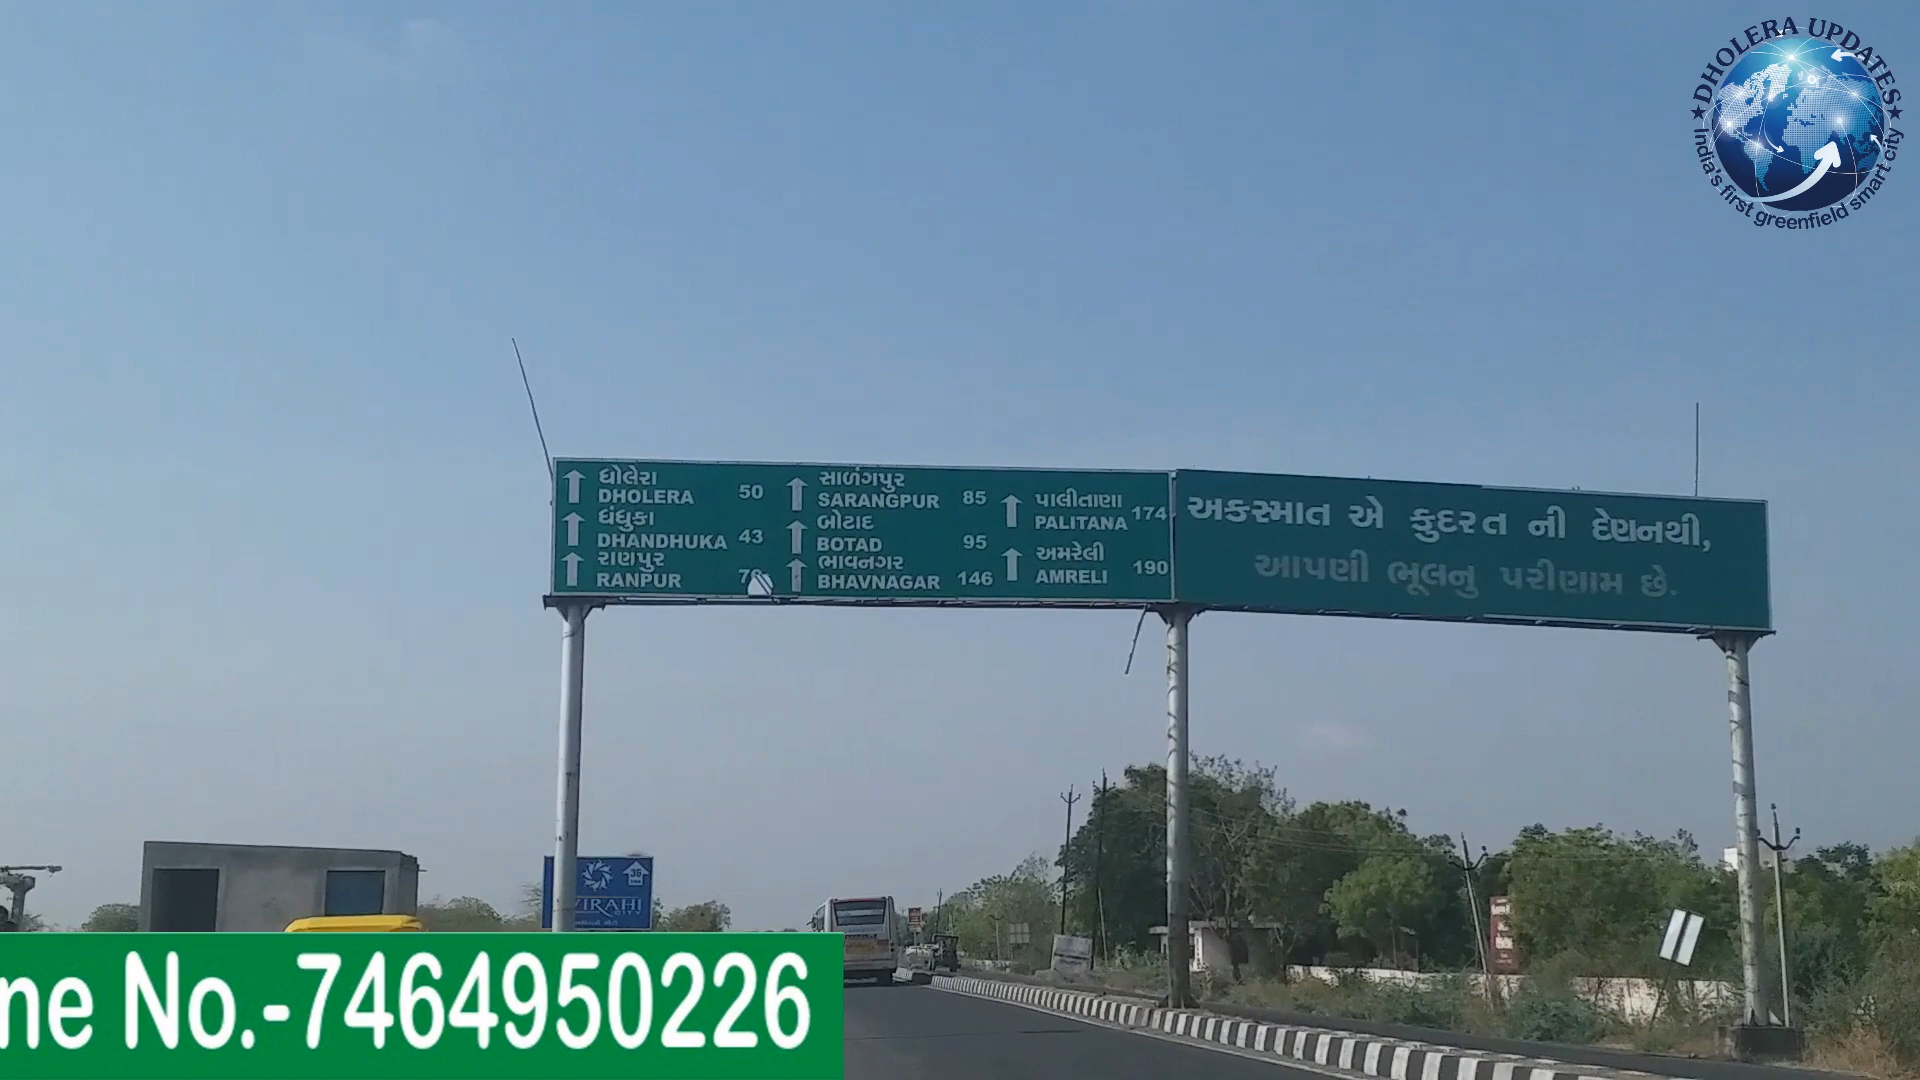 DHOLERA UPDATES
India's first greenfield smart city
ધોલેરા
DHOLERA 50
ધંધુકા
DHANDHUKA 43
રાણપુર
RANPUR
સાળંગપુર
SARANGPUR 85
બોટાદ
BOTAD 95
ભાવનગર
BHAVNAGAR 146
પાલીતાણા
PALITANA 174
અમરેલી
AMRELI 190
અકસ્માત એ કુદરત ની દેણનથી,
આપણી ભૂલનુ પરીણામ છે.
36
VIRAHI
CITY
ne No.-7464950226